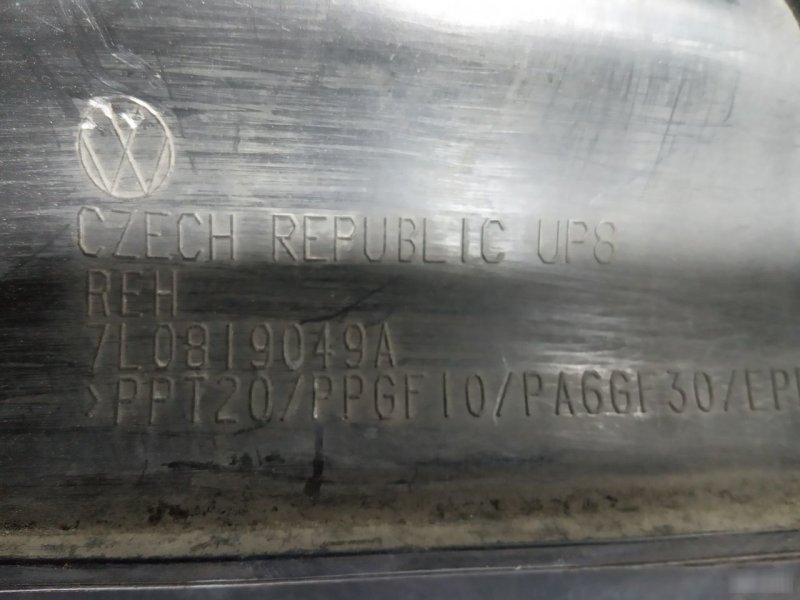 CZECH REPUBLIC UP8
REH
7L0819049A
>PPT20/PPGF10/PA6GF30/EP